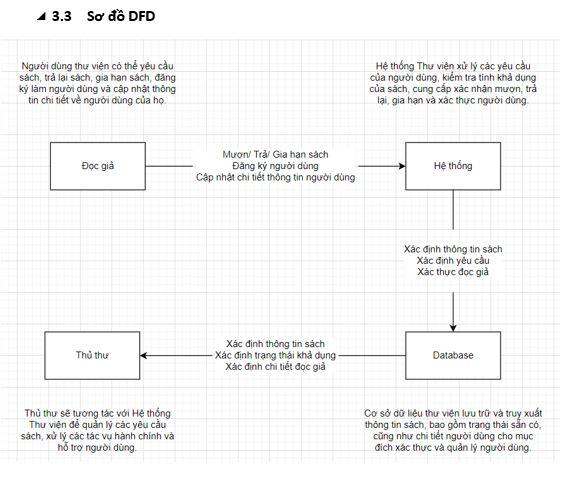 3.3 Sơ đồ DFD
Người dùng thư viện có thể yêu cầu
sách, trả lại sách, gia hạn sách, đăng
ký làm người dùng và cập nhật thông
tin chi tiết về người dùng của họ.
Hệ thống Thư viện xử lý các yêu cầu
của người dùng, kiểm tra tính khả dụng
của sách, cung cấp xác nhận mượn, trả
lại, gia hạn và xác thực người dùng.
Đọc giả
Mượn/ Trả/ Gia hạn sách
Đăng ký người dùng
Cập nhật chi tiết thông tin người dùng
Hệ thống
Xác định thông tin sách
Xác định yêu cầu
Xác thực đọc giả
Thủ thư
Xác định thông tin sách
Xác định trạng thái khả dụng
Xác định chi tiết đọc giả
Database
Thủ thư sẽ tương tác với Hệ thống
Thư viện để quản lý các yêu cầu
sách, xử lý các tác vụ hành chính và
hỗ trợ người dùng.
Cơ sở dữ liệu thư viện lưu trữ và truy xuất
thông tin sách, bao gồm trạng thái sẵn có,
cũng như chi tiết người dùng cho mục
đích xác thực và quản lý người dùng.